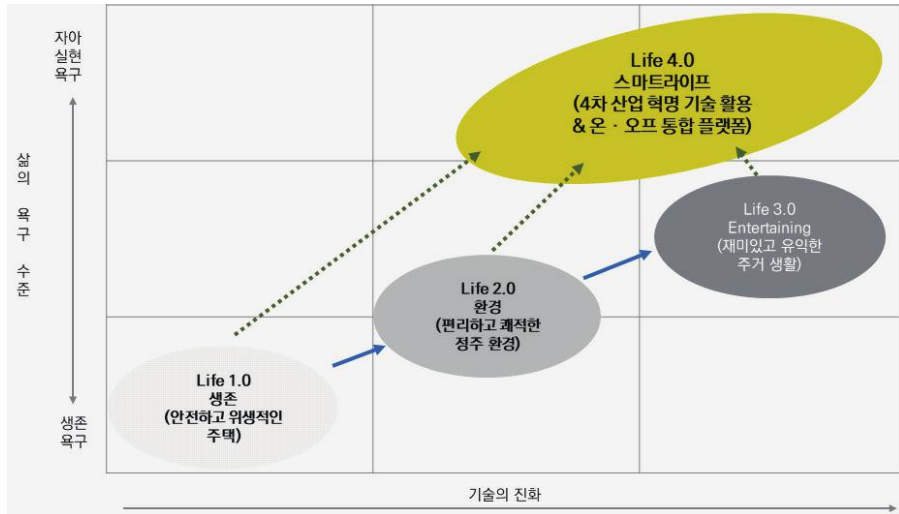 자아
실현
욕구
삶의 욕구 수준
생존
욕구
Life 4.0
스마트라이프
(4차 산업 혁명 기술 활용
& 온 · 오프 통합 플랫폼)
Life 3.0
Entertaining
(재미있고 유익한
주거 생활)
Life 2.0
환경
(편리하고 쾌적한
정주 환경)
Life 1.0
생존
(안전하고 위생적인
주택)
기술의 진화